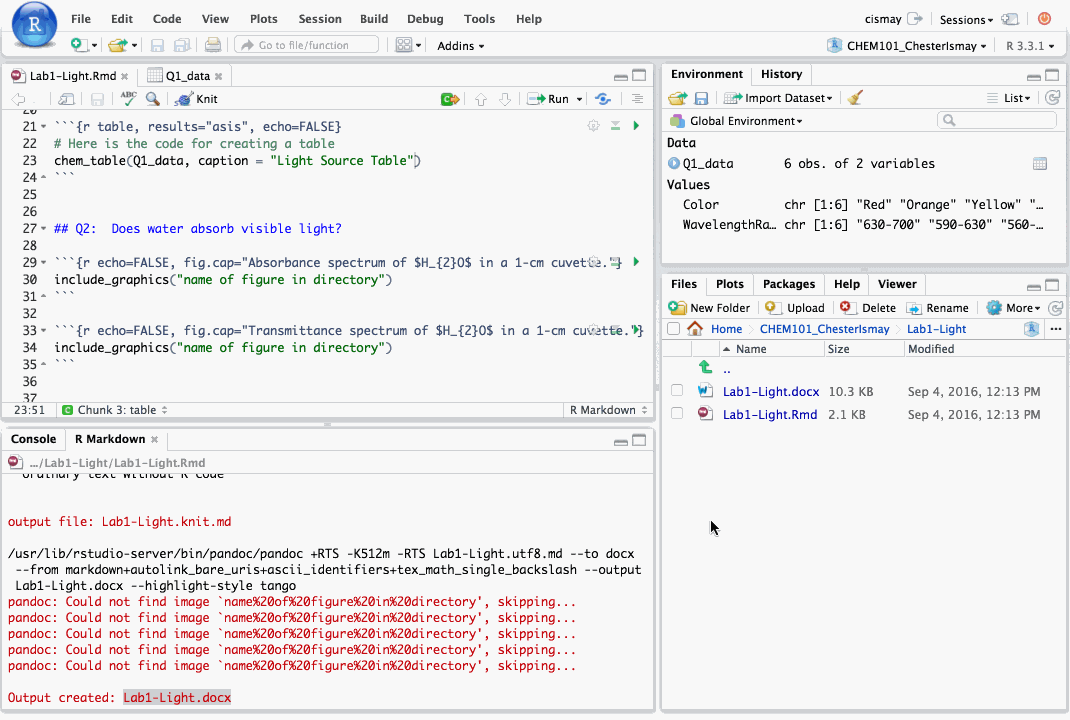 File Edit Code View Plots Session Build Debug Tools Help
cismay Sessions
Go to file/function Addins
CHEM101_ChesterIsmay R 3.3.1
R
Lab1-Light.Rmd Q1_data
ABC Knit Run
20
21 ```{r table, results="asis", echo=FALSE}
22 # Here is the code for creating a table
23 chem_table(Q1_data, caption = "Light Source Table")
24 ```
25
26
27 ## Q2:  Does water absorb visible light?
28
29 ```{r echo=FALSE, fig.cap="Absorbance spectrum of $H_{2}O$ in a 1-cm cuvette."}
30 include_graphics("name of figure in directory")
31 ```
32
33 ```{r echo=FALSE, fig.cap="Transmittance spectrum of $H_{2}O$ in a 1-cm cuvette."}
34 include_graphics("name of figure in directory")
35 ```
36
37
23:51 C Chunk 3: table R Markdown
Console R Markdown
.../Lab1-Light/Lab1-Light.Rmd
ordinary text without R code
output file: Lab1-Light.knit.md
/usr/lib/rstudio-server/bin/pandoc/pandoc +RTS -K512m -RTS Lab1-Light.utf8.md --to docx
--from markdown+autolink_bare_uris+ascii_identifiers+tex_math_single_backslash --output
Lab1-Light.docx --highlight-style tango
pandoc: Could not find image `name%20of%20figure%20in%20directory', skipping...
pandoc: Could not find image `name%20of%20figure%20in%20directory', skipping...
pandoc: Could not find image `name%20of%20figure%20in%20directory', skipping...
pandoc: Could not find image `name%20of%20figure%20in%20directory', skipping...
pandoc: Could not find image `name%20of%20figure%20in%20directory', skipping...
Output created: Lab1-Light.docx
Environment History
Import Dataset List
Global Environment
Data
Q1_data 6 obs. of 2 variables
Values
Color chr [1:6] "Red" "Orange" "Yellow" "…
WavelengthRa… chr [1:6] "630-700" "590-630" "560-…
Files Plots Packages Help Viewer
New Folder Upload Delete Rename More
Home CHEM101_ChesterIsmay Lab1-Light
Name Size Modified
..
Lab1-Light.docx 10.3 KB Sep 4, 2016, 12:13 PM
Lab1-Light.Rmd 2.1 KB Sep 4, 2016, 12:13 PM